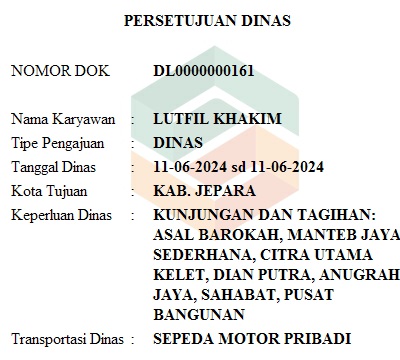 PERSETUJUAN DINAS
NOMOR DOK DL0000000161
Nama Karyawan : LUTFIL KHAKIM
Tipe Pengajuan : DINAS
Tanggal Dinas : 11-06-2024 sd 11-06-2024
Kota Tujuan : KAB. JEPARA
Keperluan Dinas : KUNJUNGAN DAN TAGIHAN:
ASAL BAROKAH, MANTEB JAYA
SEDERHANA, CITRA UTAMA
KELET, DIAN PUTRA, ANUGRAH
JAYA, SAHABAT, PUSAT
BANGUNAN
Transportasi Dinas : SEPEDA MOTOR PRIBADI